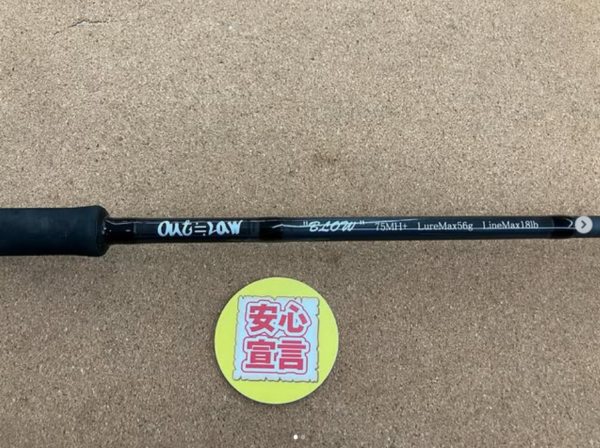 out≒law "BLOW" 75MH+ LureMax56g LineMax18lb
安心
宣言